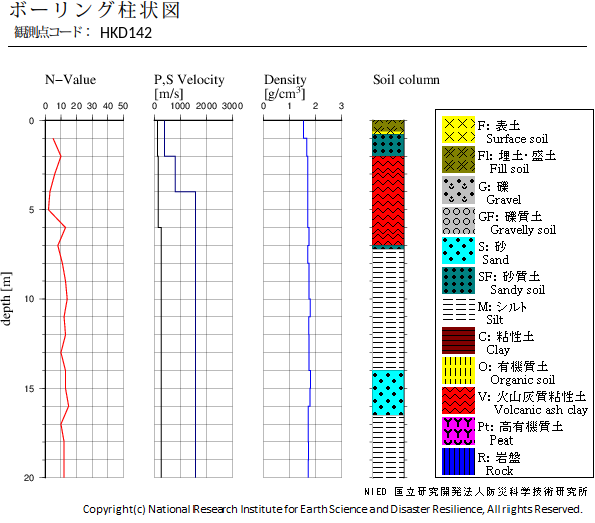 ボーリング柱状図
観測点コード： HKD142
N−Value
P,S Velocity
[m/s]
Density
[g/cm³]
Soil column
0 10 20 30 40 50
0 1000 2000 3000
0 1 2 3
0
5
10
15
20
depth [m]
F: 表土
Surface soil
Fl: 埋土・盛土
Fill soil
G: 礫
Gravel
GF: 礫質土
Gravelly soil
S: 砂
Sand
SF: 砂質土
Sandy soil
M: シルト
Silt
C: 粘性土
Clay
O: 有機質土
Organic soil
V: 火山灰質粘性土
Volcanic ash clay
Pt: 高有機質土
Peat
R: 岩盤
Rock
NIED 国立研究開発法人防災科学技術研究所
Copyright(c) National Research Institute for Earth Science and Disaster Resilience, All rights Reserved.